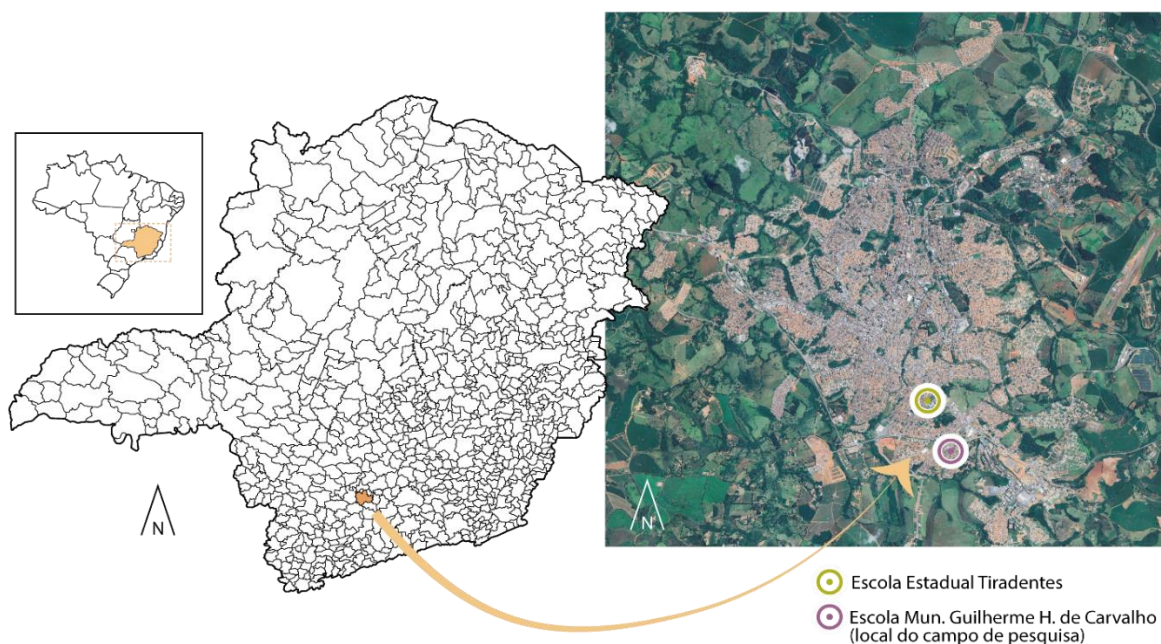 N
N
Escola Estadual Tiradentes
Escola Mun. Guilherme H. de Carvalho
(local do campo de pesquisa)